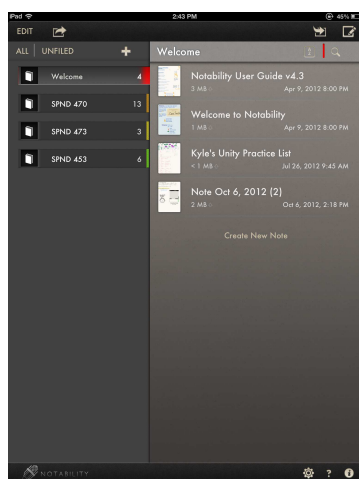 iPad
2:43 PM
45%
EDIT
ALL UNFILED +
Welcome
Welcome 4
SPND 470 13
SPND 473 3
SPND 453 6
Notability User Guide v4.3
3 MB Apr 9, 2012 8:00 PM
Welcome to Notability
1 MB Apr 9, 2012 8:00 PM
Kyle's Unity Practice List
< 1 MB Jul 26, 2012 9:45 AM
Note Oct 6, 2012 (2)
2 MB Oct 6, 2012, 2:18 PM
Create New Note
NOTABILITY
?